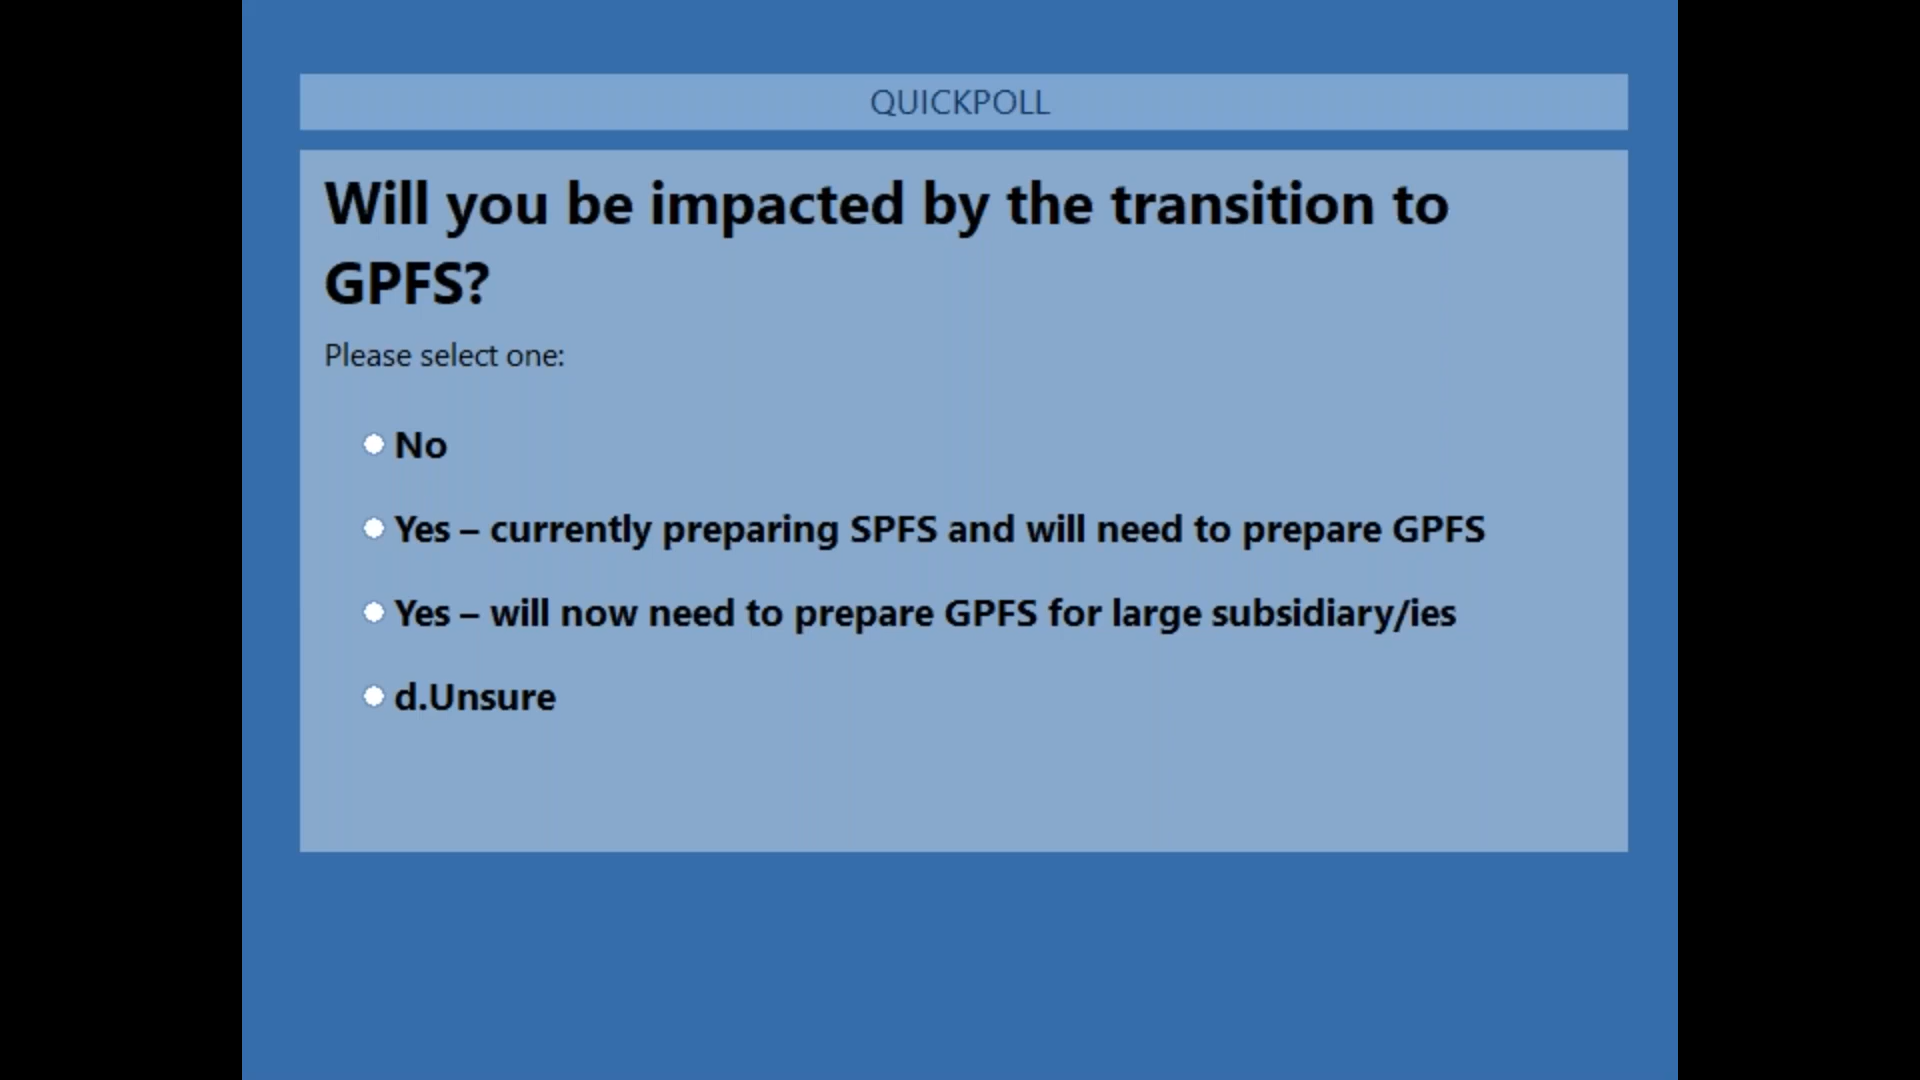 QUICKPOLL
Will you be impacted by the transition to
GPFS?
Please select one:
No
Yes – currently preparing SPFS and will need to prepare GPFS
Yes – will now need to prepare GPFS for large subsidiary/ies
d.Unsure